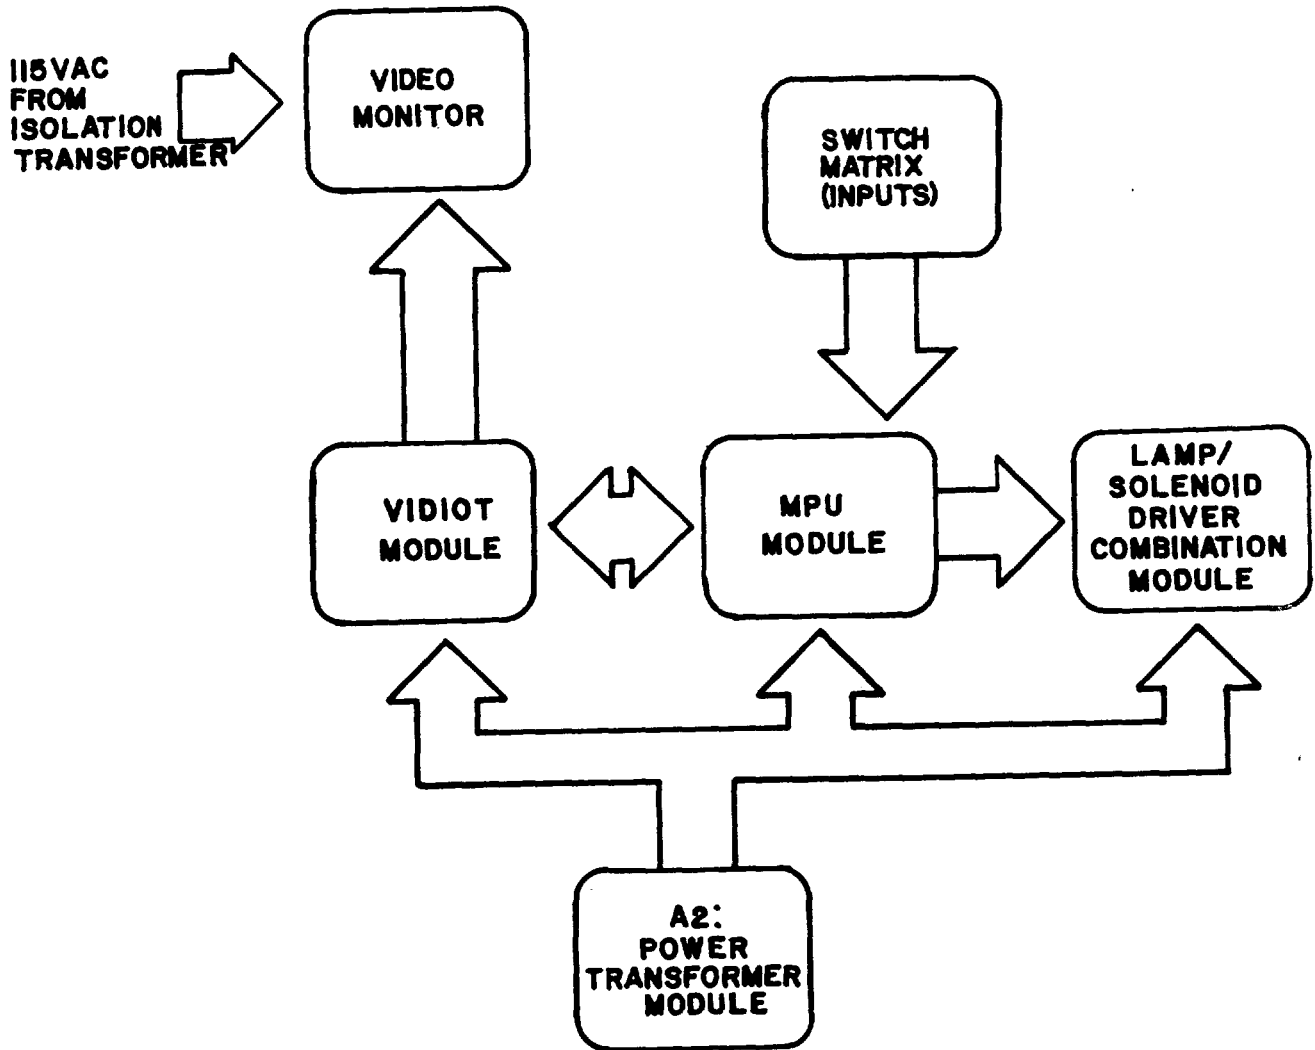 115VAC
FROM
ISOLATION
TRANSFORMER
VIDEO
MONITOR
SWITCH
MATRIX
(INPUTS)
VIDIOT
MODULE
MPU
MODULE
LAMP/
SOLENOID
DRIVER
COMBINATION
MODULE
A2:
POWER
TRANSFORMER
MODULE